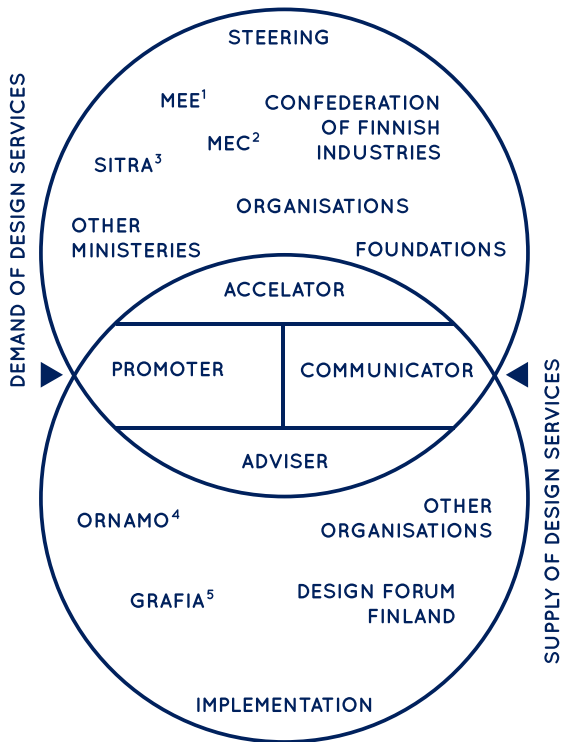 STEERING
MEE¹
CONFEDERATION
OF FINNISH
INDUSTRIES
MEC²
SITRA³
ORGANISATIONS
OTHER
MINISTERIES
FOUNDATIONS
DEMAND OF DESIGN SERVICES
ACCELATOR
PROMOTER
COMMUNICATOR
ADVISER
SUPPLY OF DESIGN SERVICES
ORNAMO⁴
OTHER
ORGANISATIONS
GRAFIA⁵
DESIGN FORUM
FINLAND
IMPLEMENTATION